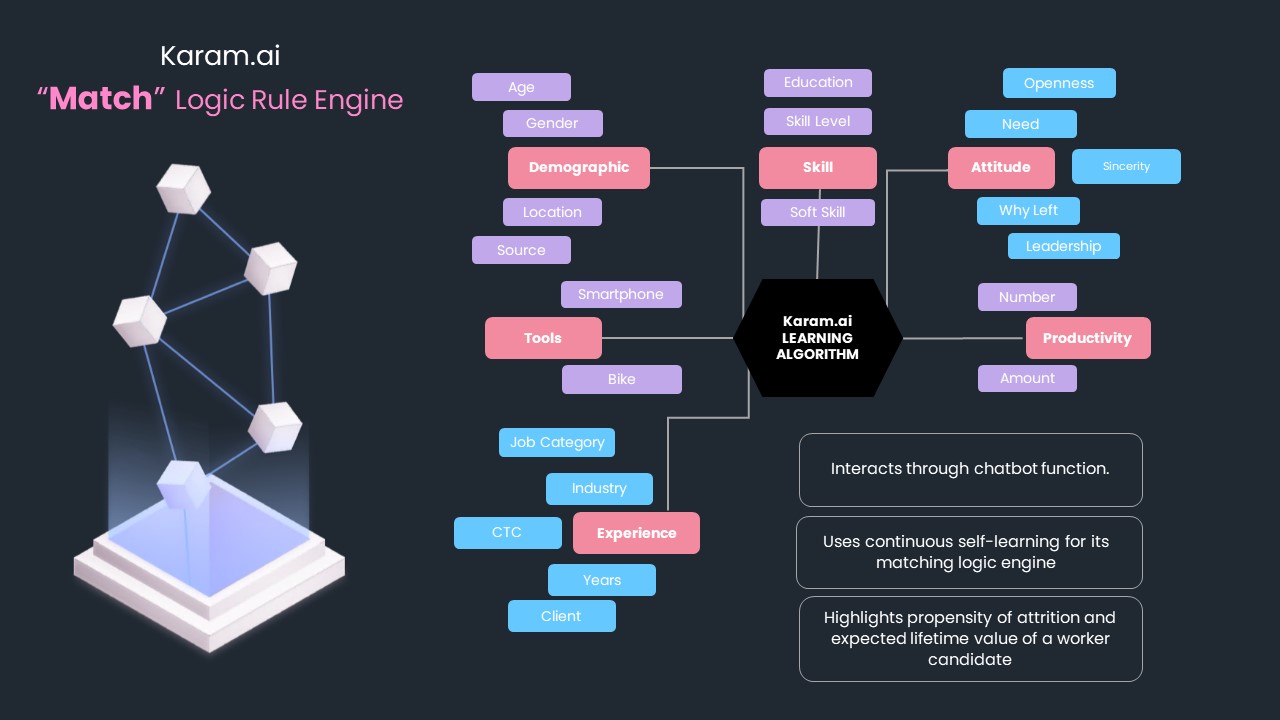 Karam.ai
“Match” Logic Rule Engine
Age
Gender
Demographic
Location
Source
Education
Skill Level
Skill
Soft Skill
Openness
Need
Attitude
Sincerity
Why Left
Leadership
Smartphone
Tools
Bike
Karam.ai
LEARNING
ALGORITHM
Number
Productivity
Amount
Job Category
Industry
CTC
Experience
Years
Client
Interacts through chatbot function.
Uses continuous self-learning for its
matching logic engine
Highlights propensity of attrition and
expected lifetime value of a worker
candidate